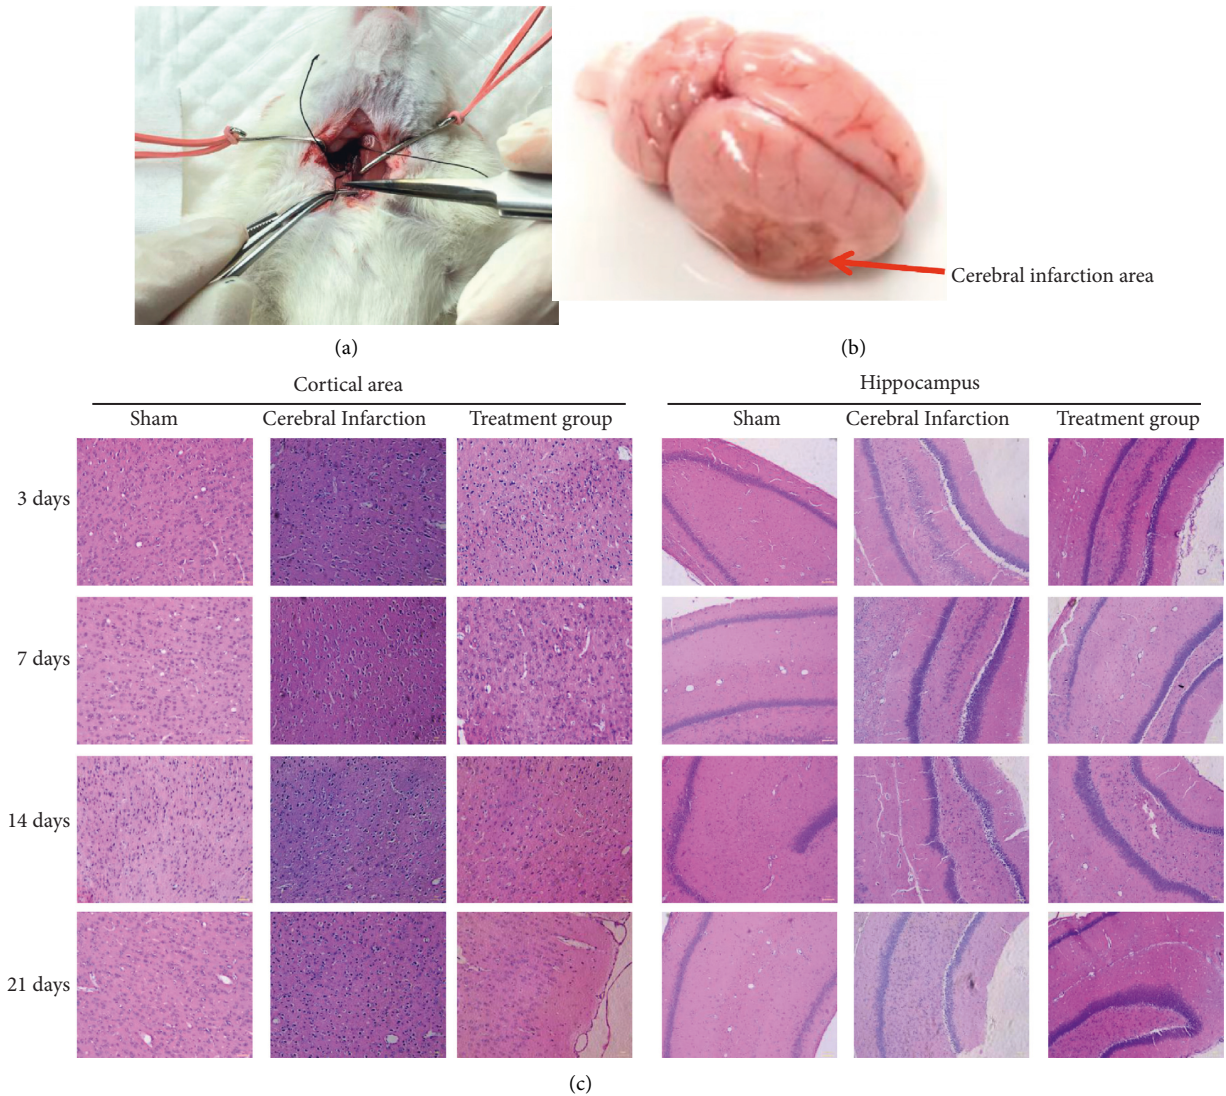 Cerebral infarction area
(a)
(b)
Cortical area
Hippocampus
Sham
Cerebral Infarction
Treatment group
Sham
Cerebral Infarction
Treatment group
3 days
7 days
14 days
21 days
(c)